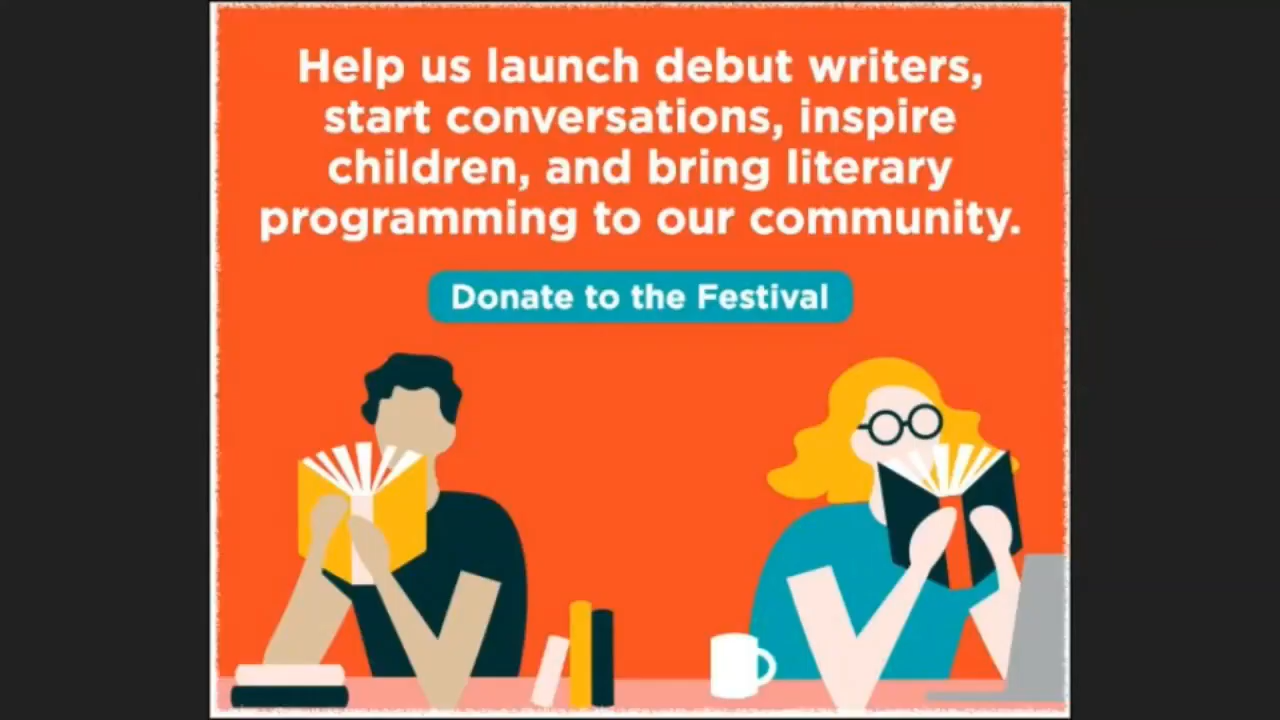 Help us launch debut writers,
start conversations, inspire
children, and bring literary
programming to our community.
Donate to the Festival